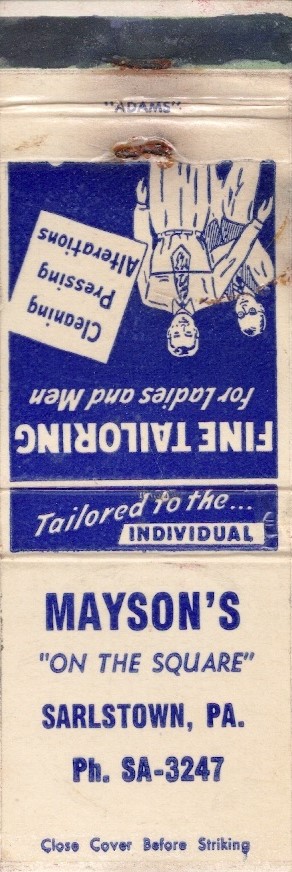 "ADAMS"
FINE TAILORING
for Ladies and Men
Cleaning
Pressing
Alterations
Tailored to the...
INDIVIDUAL
MAYSON'S
"ON THE SQUARE"
SARLSTOWN, PA.
Ph. SA-3247
Close Cover Before Striking